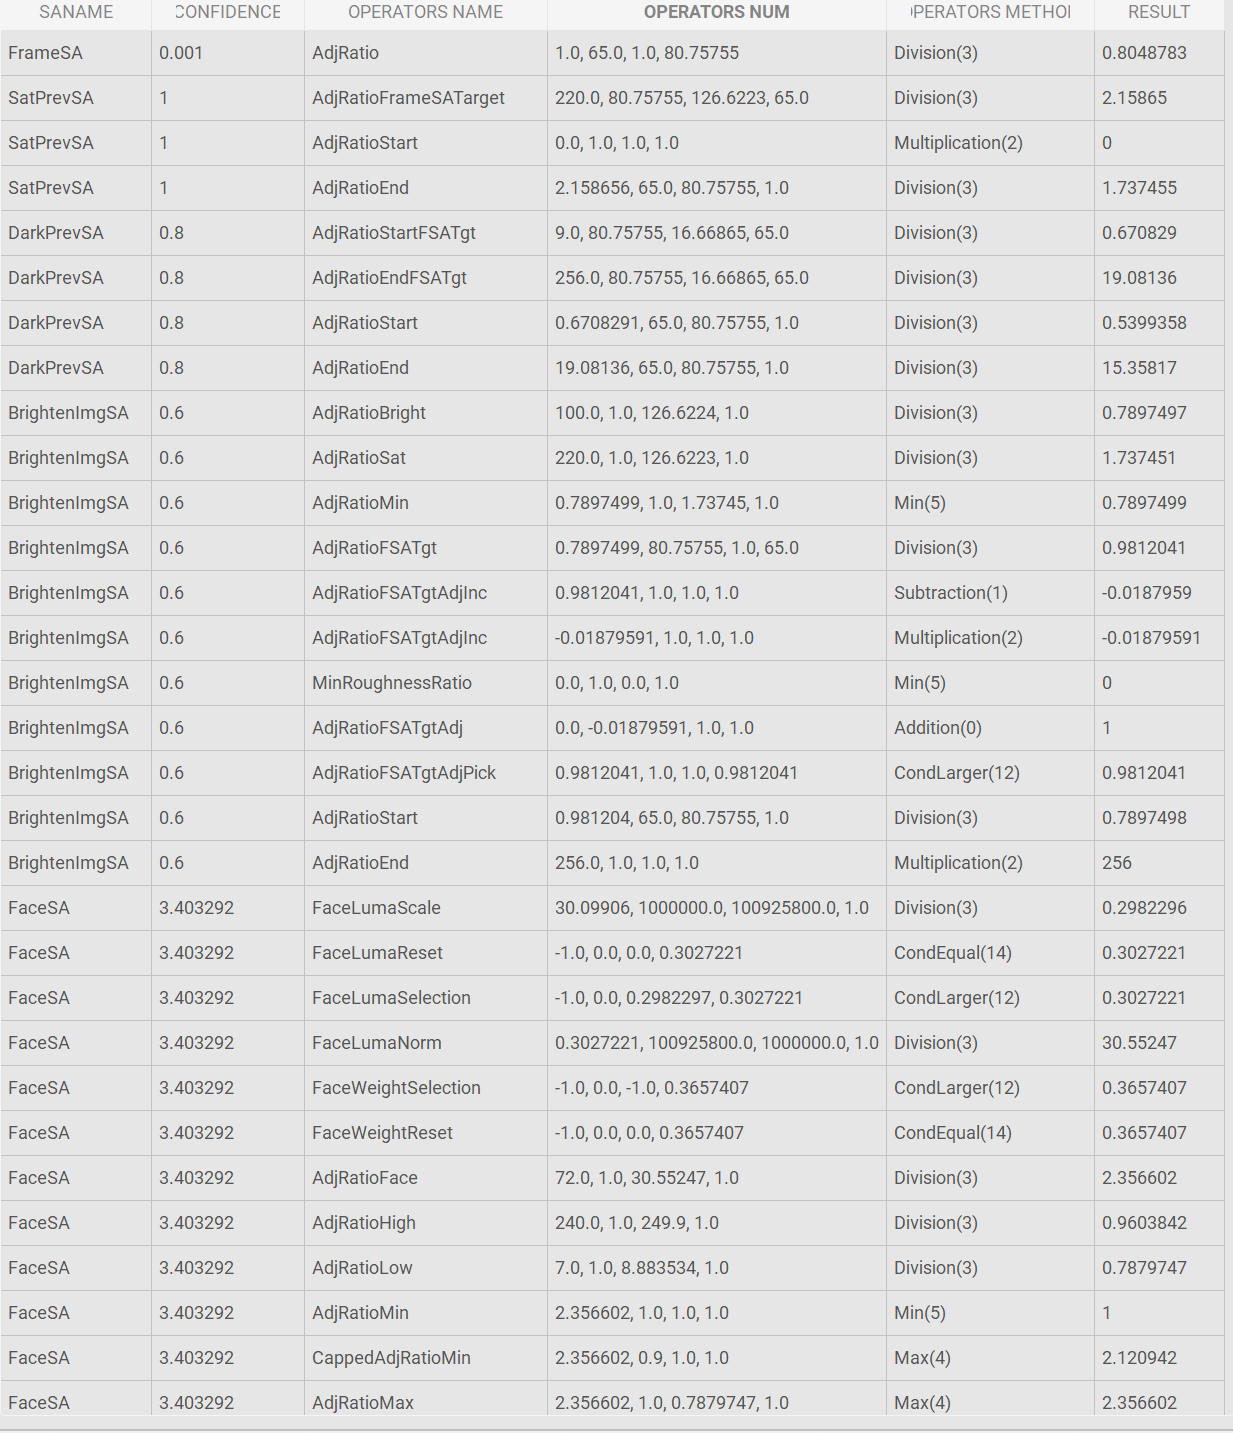 SANAME CONFIDENCE OPERATORS NAME OPERATORS NUM OPERATORS METHOD RESULT
FrameSA 0.001 AdjRatio 1.0, 65.0, 1.0, 80.75755 Division(3) 0.8048783
SatPrevSA 1 AdjRatioFrameSATarget 220.0, 80.75755, 126.6223, 65.0 Division(3) 2.15865
SatPrevSA 1 AdjRatioStart 0.0, 1.0, 1.0, 1.0 Multiplication(2) 0
SatPrevSA 1 AdjRatioEnd 2.158656, 65.0, 80.75755, 1.0 Division(3) 1.737455
DarkPrevSA 0.8 AdjRatioStartFSATgt 9.0, 80.75755, 16.66865, 65.0 Division(3) 0.670829
DarkPrevSA 0.8 AdjRatioEndFSATgt 256.0, 80.75755, 16.66865, 65.0 Division(3) 19.08136
DarkPrevSA 0.8 AdjRatioStart 0.6708291, 65.0, 80.75755, 1.0 Division(3) 0.5399358
DarkPrevSA 0.8 AdjRatioEnd 19.08136, 65.0, 80.75755, 1.0 Division(3) 15.35817
BrightenImgSA 0.6 AdjRatioBright 100.0, 1.0, 126.6224, 1.0 Division(3) 0.7897497
BrightenImgSA 0.6 AdjRatioSat 220.0, 1.0, 126.6223, 1.0 Division(3) 1.737451
BrightenImgSA 0.6 AdjRatioMin 0.7897499, 1.0, 1.73745, 1.0 Min(5) 0.7897499
BrightenImgSA 0.6 AdjRatioFSATgt 0.7897499, 80.75755, 1.0, 65.0 Division(3) 0.9812041
BrightenImgSA 0.6 AdjRatioFSATgtAdjInc 0.9812041, 1.0, 1.0, 1.0 Subtraction(1) -0.0187959
BrightenImgSA 0.6 AdjRatioFSATgtAdjInc -0.01879591, 1.0, 1.0, 1.0 Multiplication(2) -0.01879591
BrightenImgSA 0.6 MinRoughnessRatio 0.0, 1.0, 0.0, 1.0 Min(5) 0
BrightenImgSA 0.6 AdjRatioFSATgtAdj 0.0, -0.01879591, 1.0, 1.0 Addition(0) 1
BrightenImgSA 0.6 AdjRatioFSATgtAdjPick 0.9812041, 1.0, 1.0, 0.9812041 CondLarger(12) 0.9812041
BrightenImgSA 0.6 AdjRatioStart 0.981204, 65.0, 80.75755, 1.0 Division(3) 0.7897498
BrightenImgSA 0.6 AdjRatioEnd 256.0, 1.0, 1.0, 1.0 Multiplication(2) 256
FaceSA 3.403292 FaceLumaScale 30.09906, 1000000.0, 100925800.0, 1.0 Division(3) 0.2982296
FaceSA 3.403292 FaceLumaReset -1.0, 0.0, 0.0, 0.3027221 CondEqual(14) 0.3027221
FaceSA 3.403292 FaceLumaSelection -1.0, 0.0, 0.2982297, 0.3027221 CondLarger(12) 0.3027221
FaceSA 3.403292 FaceLumaNorm 0.3027221, 100925800.0, 1000000.0, 1.0 Division(3) 30.55247
FaceSA 3.403292 FaceWeightSelection -1.0, 0.0, -1.0, 0.3657407 CondLarger(12) 0.3657407
FaceSA 3.403292 FaceWeightReset -1.0, 0.0, 0.0, 0.3657407 CondEqual(14) 0.3657407
FaceSA 3.403292 AdjRatioFace 72.0, 1.0, 30.55247, 1.0 Division(3) 2.356602
FaceSA 3.403292 AdjRatioHigh 240.0, 1.0, 249.9, 1.0 Division(3) 0.9603842
FaceSA 3.403292 AdjRatioLow 7.0, 1.0, 8.883534, 1.0 Division(3) 0.7879747
FaceSA 3.403292 AdjRatioMin 2.356602, 1.0, 1.0, 1.0 Min(5) 1
FaceSA 3.403292 CappedAdjRatioMin 2.356602, 0.9, 1.0, 1.0 Max(4) 2.120942
FaceSA 3.403292 AdjRatioMax 2.356602, 1.0, 0.7879747, 1.0 Max(4) 2.356602